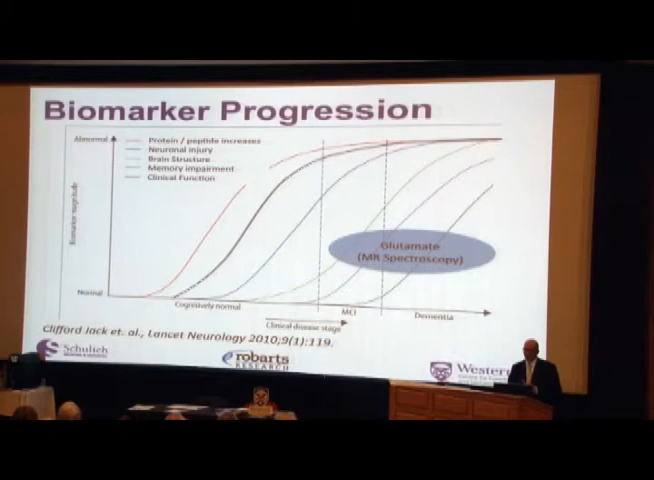 Biomarker Progression
Abnormal
Protein / peptide increases
Neuronal injury
Brain Structure
Memory impairment
Clinical Function
Biomarker magnitude
Glutamate
(MR Spectroscopy)
Normal
Cognitively normal
MCI
Dementia
Clinical disease stage
Clifford Jack et. al., Lancet Neurology 2010;9(1):119.
Schulich
robarts
RESEARCH
Western